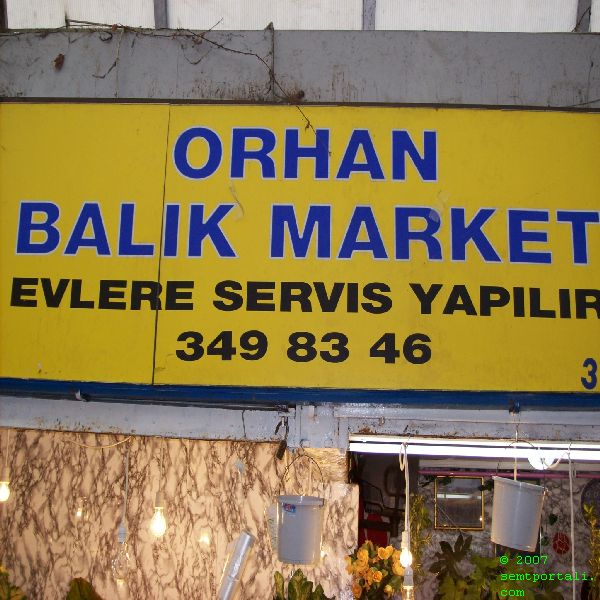 ORHAN
BALIK MARKET
EVLERE SERVIS YAPILIR
349 83 46
3
© 2007
semtportali.
com